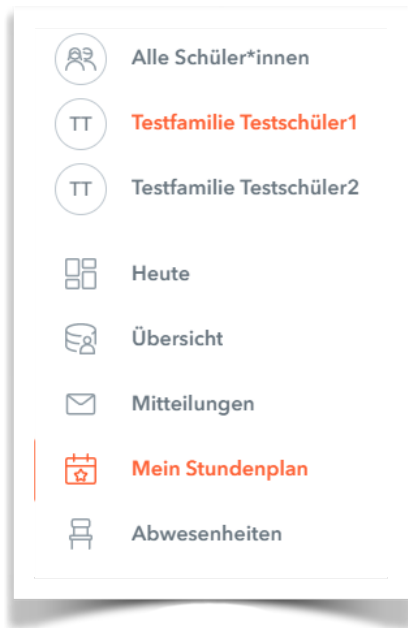 Alle Schüler*innen
TT Testfamilie Testschüler1
TT Testfamilie Testschüler2
Heute
Übersicht
Mitteilungen
Mein Stundenplan
Abwesenheiten